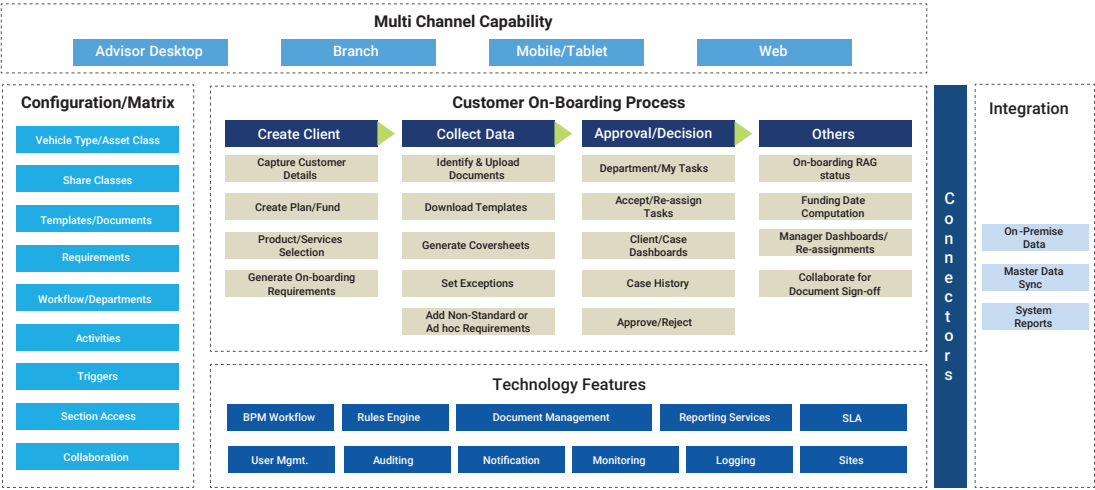 Multi Channel Capability
Advisor Desktop
Branch
Mobile/Tablet
Web
Configuration/Matrix
Vehicle Type/Asset Class
Share Classes
Templates/Documents
Requirements
Workflow/Departments
Activities
Triggers
Section Access
Collaboration
Customer On-Boarding Process
Create Client
Capture Customer
Details
Create Plan/Fund
Product/Services
Selection
Generate On-boarding
Requirements
Collect Data
Identify & Upload
Documents
Download Templates
Generate Coversheets
Set Exceptions
Add Non-Standard or
Ad hoc Requirements
Approval/Decision
Department/My Tasks
Accept/Re-assign
Tasks
Client/Case
Dashboards
Case History
Approve/Reject
Others
On-boarding RAG
status
Funding Date
Computation
Manager Dashboards/
Re-assignments
Collaborate for
Document Sign-off
Technology Features
BPM Workflow
Rules Engine
Document Management
Reporting Services
SLA
User Mgmt.
Auditing
Notification
Monitoring
Logging
Sites
Connectors
Integration
On-Premise
Data
Master Data
Sync
System
Reports